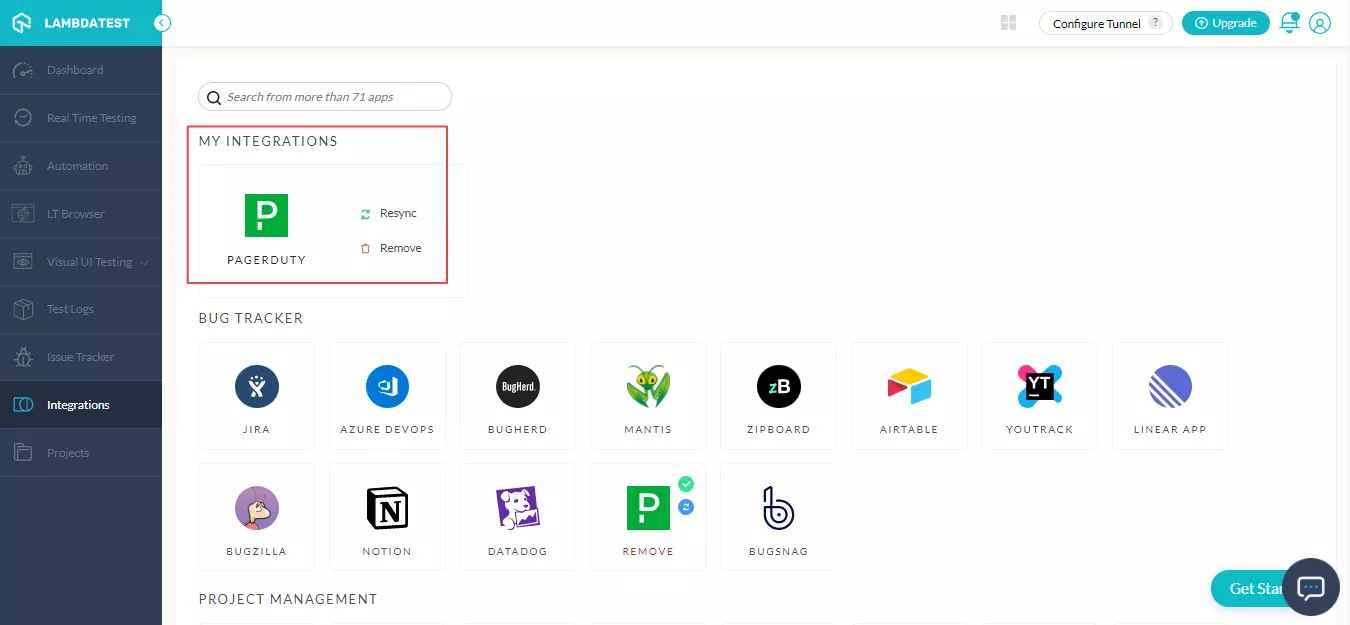 LAMBDATEST
Configure Tunnel ?
Upgrade
Dashboard
Real Time Testing
Automation
LT Browser
Visual UI Testing
Test Logs
Issue Tracker
Integrations
Projects
Search from more than 71 apps
MY INTEGRATIONS
P
PAGERDUTY
Resync
Remove
BUG TRACKER
BugHerd.
zB
YT
JIRA
AZURE DEVOPS
BUGHERD
MANTIS
ZIPBOARD
AIRTABLE
YOUTRACK
LINEAR APP
N
P
BUGZILLA
NOTION
DATADOG
REMOVE
BUGSNAG
PROJECT MANAGEMENT
Get Star